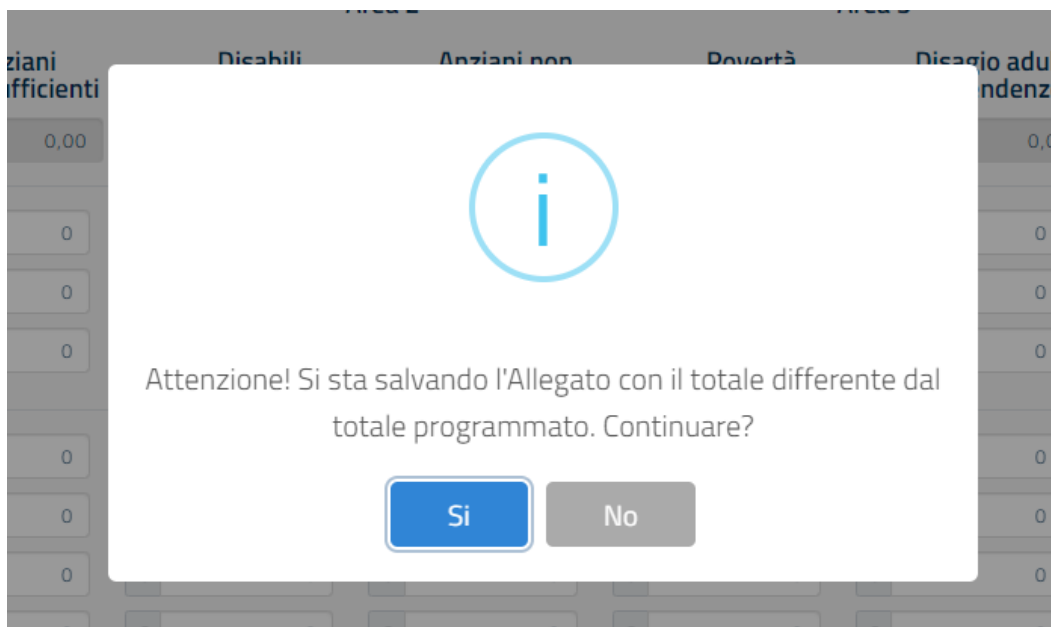 ziani
Disabili
Anziani non
Povertà
Disagio adu
ufficienti
ndenz
0,00
0,0
i
0
0
0
0
0
0
Attenzione! Si sta salvando l'Allegato con il totale differente dal
totale programmato. Continuare?
0
0
0
0
Si
No
0
0